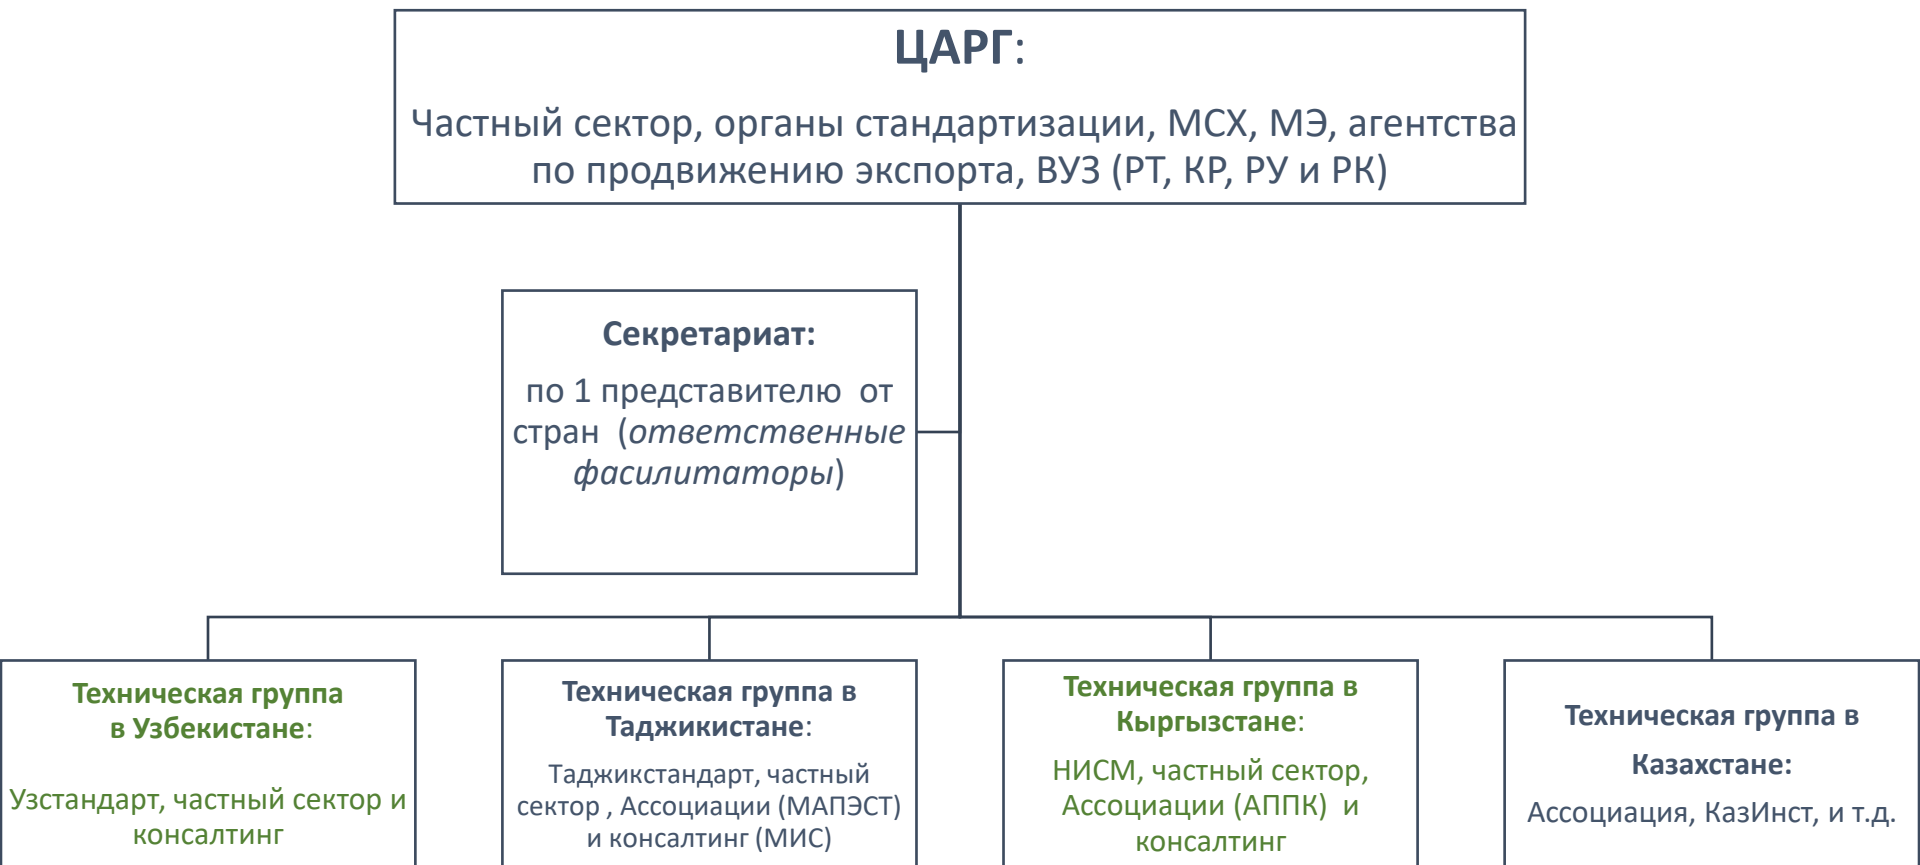 ЦАРГ:
Частный сектор, органы стандартизации, МСХ, МЭ, агентства
по продвижению экспорта, ВУЗ (РТ, КР, РУ и РК)
Секретариат:
по 1 представителю от
стран (ответственные
фасилитаторы)
Техническая группа
в Узбекистане:
Узстандарт, частный сектор и
консалтинг
Техническая группа в
Таджикистане:
Таджикстандарт, частный
сектор , Ассоциации (МАПЭСТ)
и консалтинг (МИС)
Техническая группа в
Кыргызстане:
НИСМ, частный сектор,
Ассоциации (АППК) и
консалтинг
Техническая группа в
Казахстане:
Ассоциация, КазИнст, и т.д.